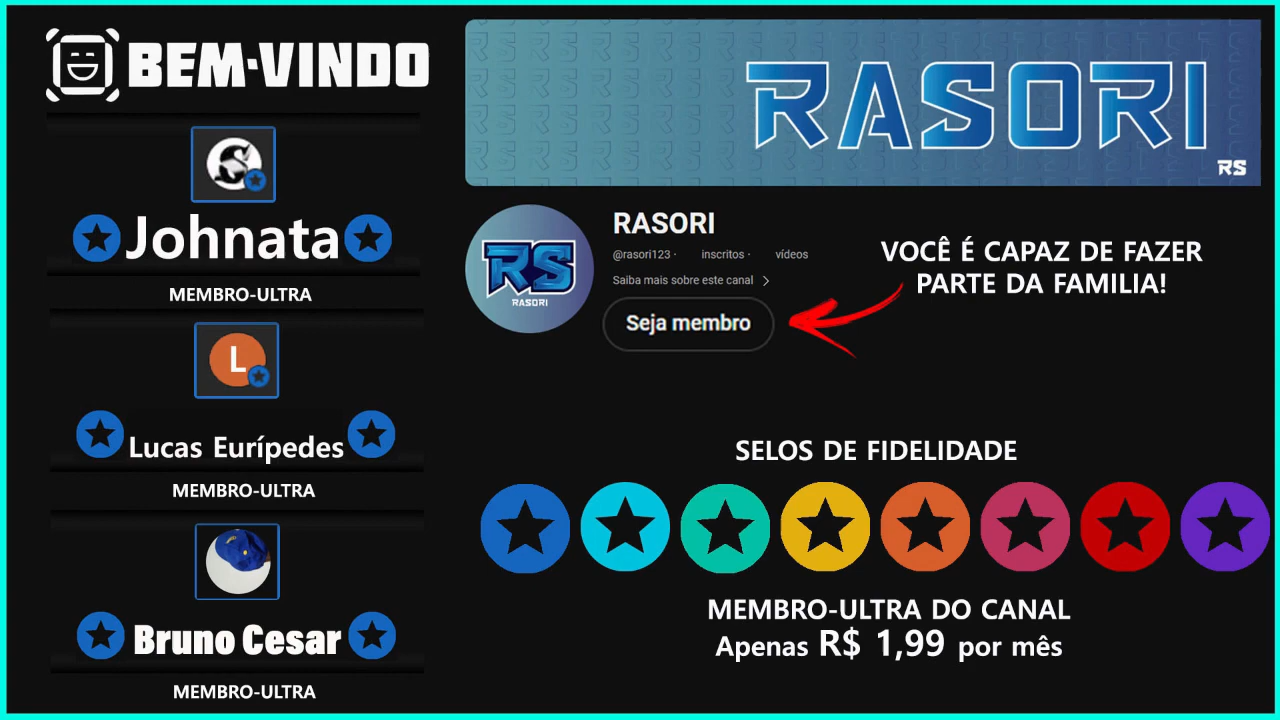 BEM-VINDO
Johnata
MEMBRO-ULTRA
L
Lucas Eurípedes
MEMBRO-ULTRA
Bruno Cesar
MEMBRO-ULTRA
RASORI
RS
RS
RASORI
RASORI
@rasori123 · inscritos · vídeos
Saiba mais sobre este canal >
Seja membro
VOCÊ É CAPAZ DE FAZER
PARTE DA FAMILIA!
SELOS DE FIDELIDADE
MEMBRO-ULTRA DO CANAL
Apenas R$ 1,99 por mês